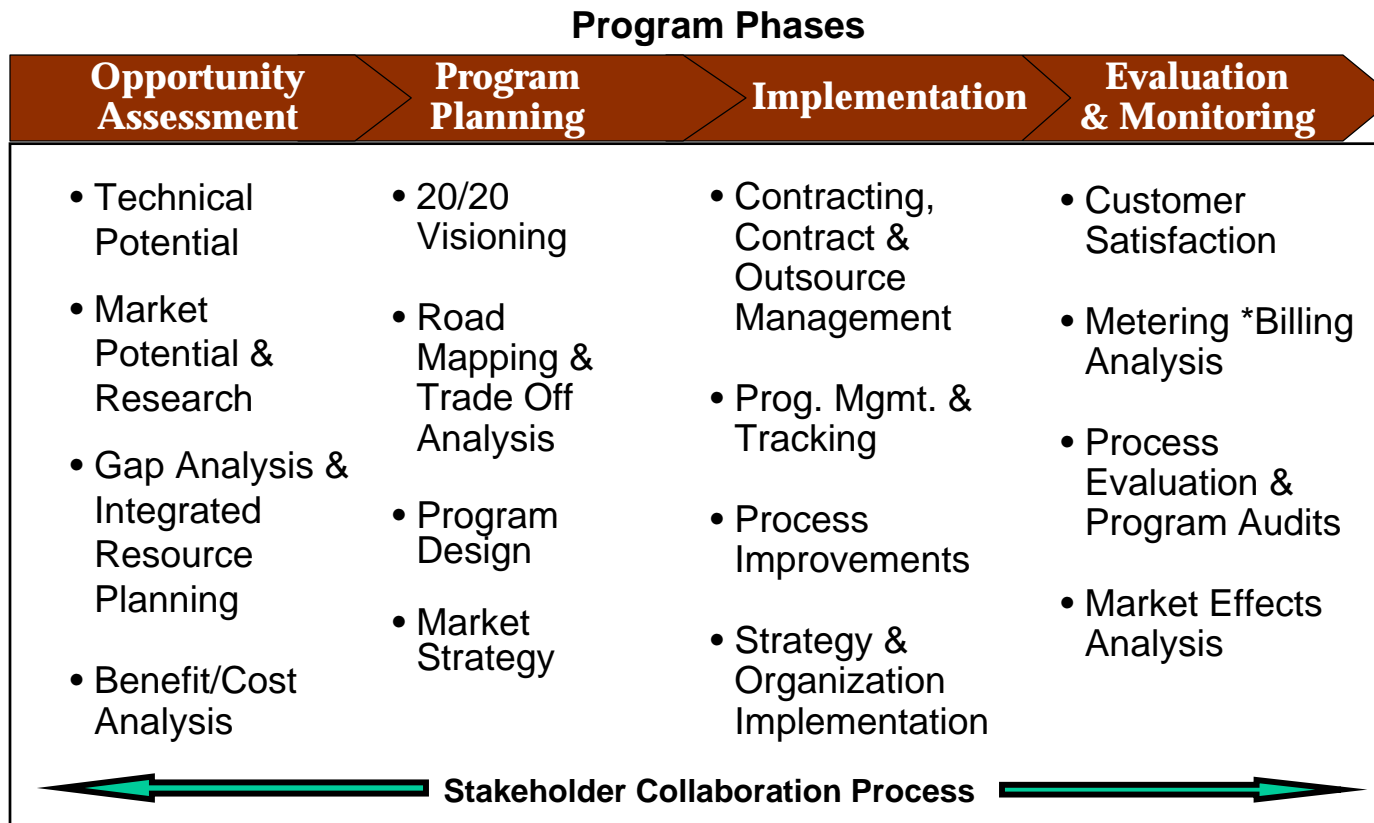 Program Phases
Opportunity
Assessment
Program
Planning
Implementation
Evaluation
& Monitoring
• Technical
Potential
• Market
Potential &
Research
• Gap Analysis &
Integrated
Resource
Planning
• Benefit/Cost
Analysis
• 20/20
Visioning
• Road
Mapping &
Trade Off
Analysis
• Program
Design
• Market
Strategy
• Contracting,
Contract &
Outsource
Management
• Prog. Mgmt. &
Tracking
• Process
Improvements
• Strategy &
Organization
Implementation
• Customer
Satisfaction
• Metering *Billing
Analysis
• Process
Evaluation &
Program Audits
• Market Effects
Analysis
Stakeholder Collaboration Process